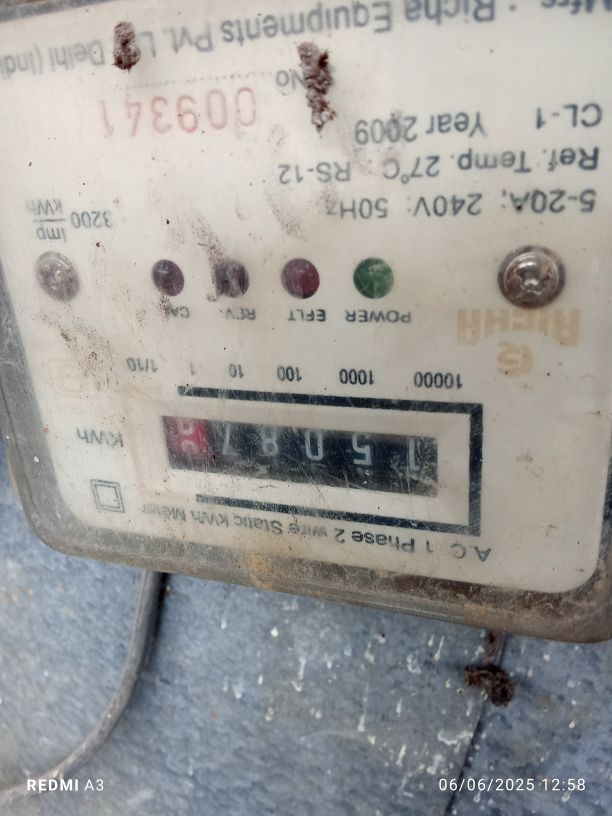 A.C. 1 Phase 2 wire Static kWh Meter
15087
KWh
10000 1000 100 10 1 1/10
RICHA
POWER EFLT REV. CAL
5-20A; 240V; 50Hz 3200 imp/kWh
Ref. Temp. 27°C RS-12
CL-1 Year 2009
No 009341
Mfrs. : Richa Equipments Pvt. Delhi
REDMI A3
06/06/2025 12:58